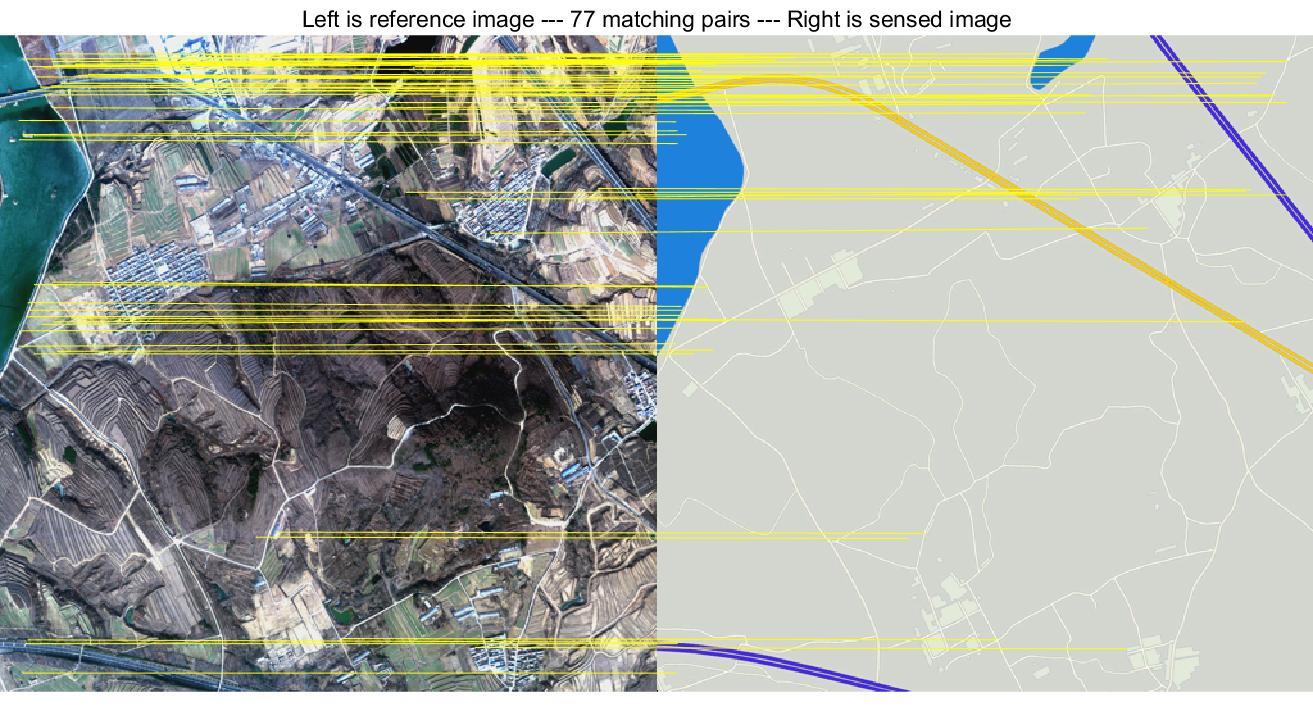 Left is reference image --- 77 matching pairs --- Right is sensed image